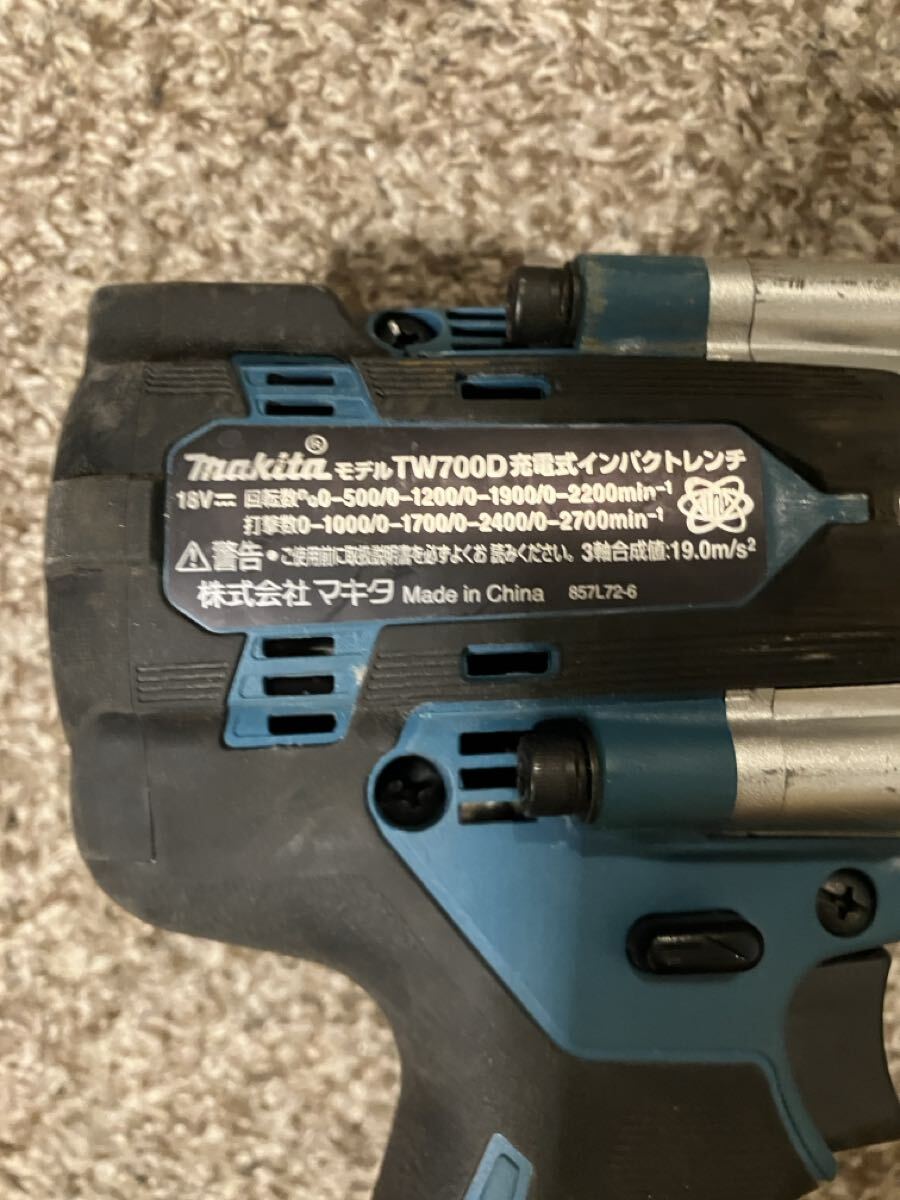 makita® モデルTW700D 充電式インパクトレンチ
18V⎓ 回転数n₀0-500/0-1200/0-1900/0-2200min⁻¹
打撃数0-1000/0-1700/0-2400/0-2700min⁻¹
⚠警告・ご使用前に取扱説明書を必ずよくお 読みください。3軸合成値:19.0m/s²
株式会社 マキタ Made in China 857L72-6